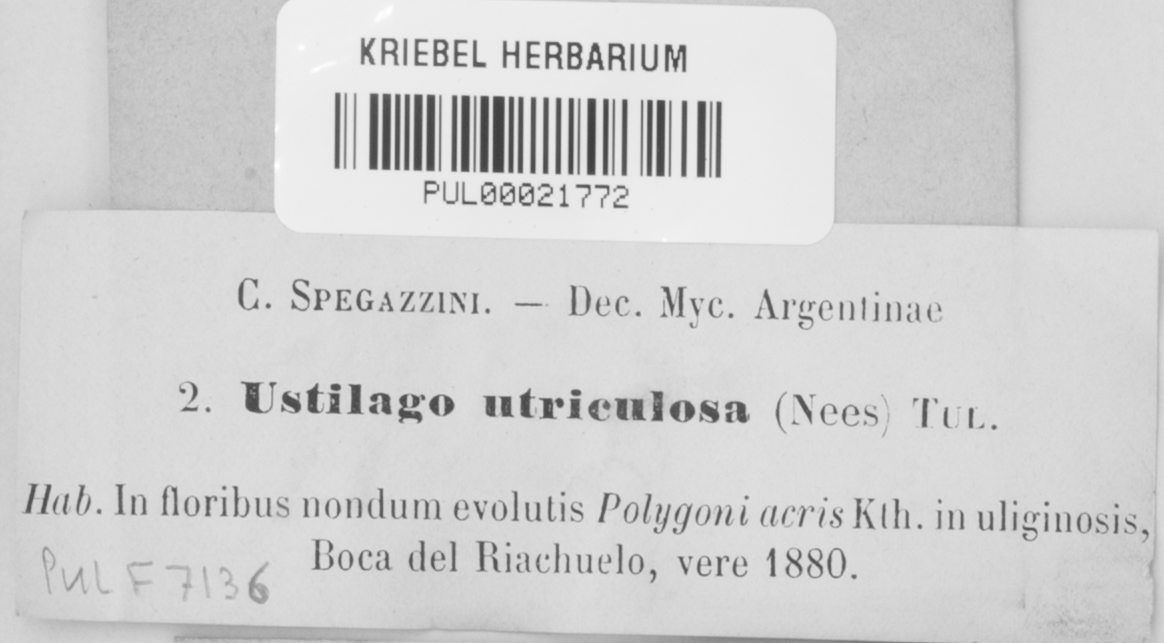 KRIEBEL HERBARIUM
PUL00021772
C. SPEGAZZINI. — Dec. Myc. Argentinae
2. Ustilago utriculosa (Nees) TUL.
Hab. In floribus nondum evolutis Polygoni acris Kth. in uliginosis,
Boca del Riachuelo, vere 1880.
PUL F 7136